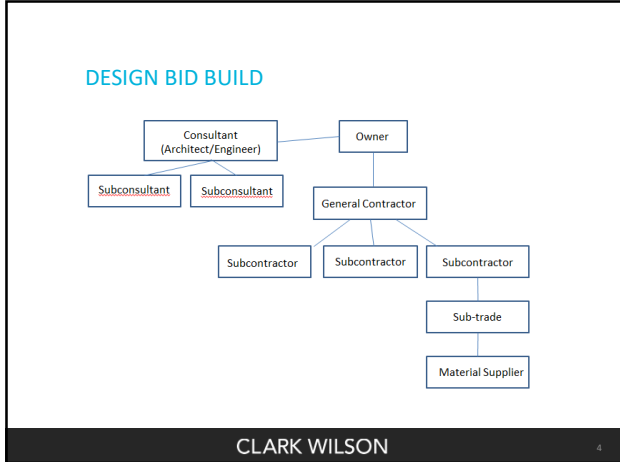 DESIGN BID BUILD
Consultant
(Architect/Engineer)
Owner
Subconsultant
Subconsultant
General Contractor
Subcontractor
Subcontractor
Subcontractor
Sub-trade
Material Supplier
CLARK WILSON
4